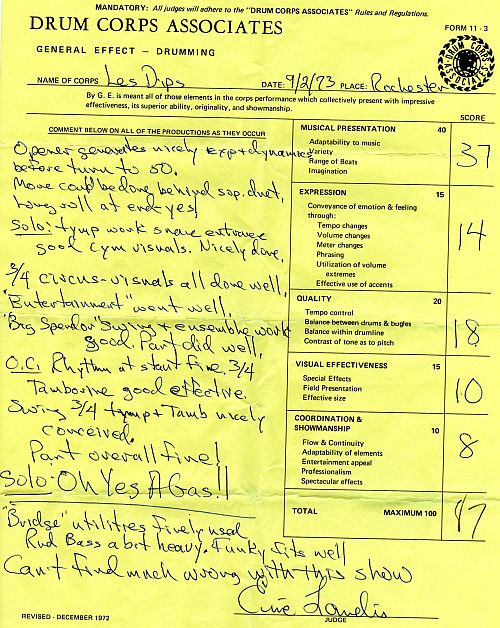 MANDATORY: All judges will adhere to the "DRUM CORPS ASSOCIATES" Rules and Regulations.
DRUM CORPS ASSOCIATES
FORM 11 - 3
GENERAL EFFECT — DRUMMING
DRUM CORPS ASSOCIATES
NAME OF CORPS Les Dips DATE: 9/2/73 PLACE: Rochester
By G. E. is meant all of those elements in the corps performance which collectively present with impressive
effectiveness, its superior ability, originality, and showmanship.
SCORE
COMMENT BELOW ON ALL OF THE PRODUCTIONS AS THEY OCCUR
Opener generates nicely exp + dynamics
before turn to 50.
Move could be done behind sop. duet,
Long roll at end yes!
Solo: tymp work snare entrance
good cym visuals. Nicely done.
3/4 circus-visuals all done well,
"Entertainment" went well,
"Big Spender" Swing + ensemble work
good. Part did well,
O.C. Rhythm at start fine. 3/4
Tamborine good effective.
Swing 3/4 tymp + Tamb nicely
conceived.
Part overall fine!
Solo: Oh Yes A Gas!!
"Bridge" utilities finely used
Rud Bass a bit heavy. Funky fits well
Can't find much wrong with this show
MUSICAL PRESENTATION 40
Adaptability to music
Variety
Range of Beats
Imagination
37
EXPRESSION 15
Conveyance of emotion & feeling
through:
Tempo changes
Volume changes
Meter changes
Phrasing
Utilization of volume
extremes
Effective use of accents
14
QUALITY 20
Tempo control
Balance between drums & bugles
Balance within drumline
Contrast of tone as to pitch
18
VISUAL EFFECTIVENESS 15
Special Effects
Field Presentation
Effective size
10
COORDINATION &
SHOWMANSHIP 10
Flow & Continuity
Adaptability of elements
Entertainment appeal
Professionalism
Spectacular effects
8
TOTAL MAXIMUM 100
REVISED - DECEMBER 1972
JUDGE